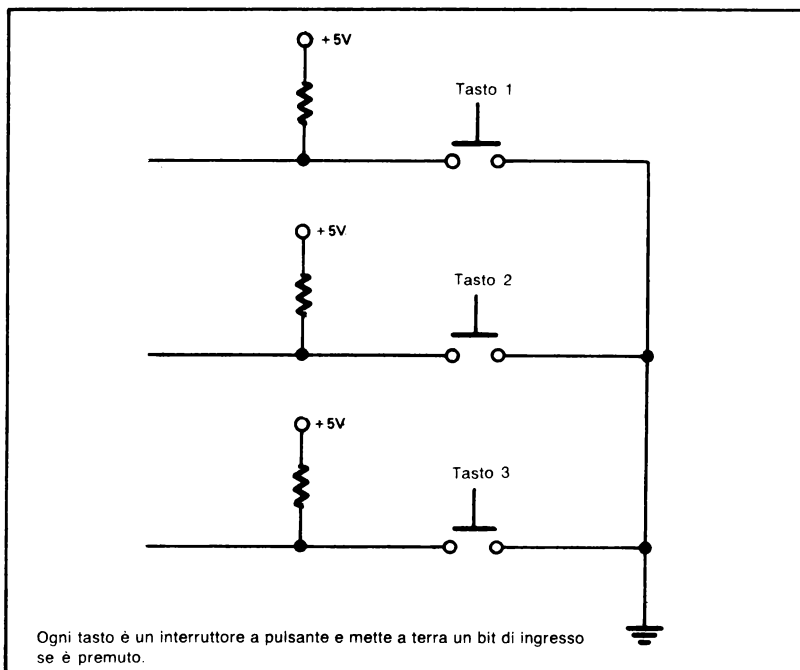 +5V
Tasto 1
+5V
Tasto 2
+5V
Tasto 3
Ogni tasto è un interruttore a pulsante e mette a terra un bit di ingresso
se è premuto.